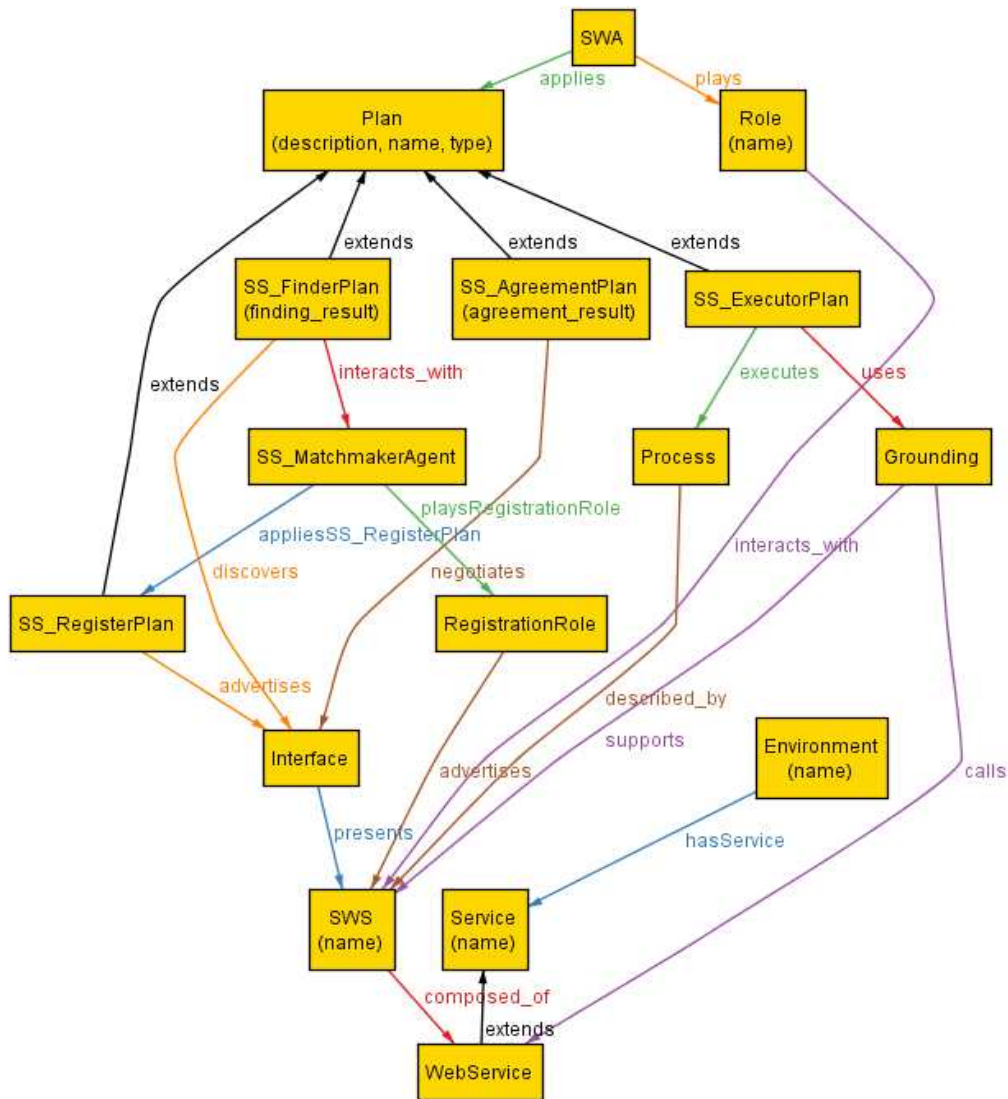 SWA
applies
plays
Plan
(description, name, type)
Role
(name)
extends
extends
extends
SS_FinderPlan
(finding_result)
SS_AgreementPlan
(agreement_result)
SS_ExecutorPlan
extends
interacts_with
executes
uses
SS_MatchmakerAgent
Process
Grounding
playsRegistrationRole
appliesSS_RegisterPlan
interacts_with
discovers
negotiates
SS_RegisterPlan
RegistrationRole
advertises
described_by
supports
Interface
Environment
(name)
advertises
calls
presents
hasService
SWS
(name)
Service
(name)
composed_of
extends
WebService